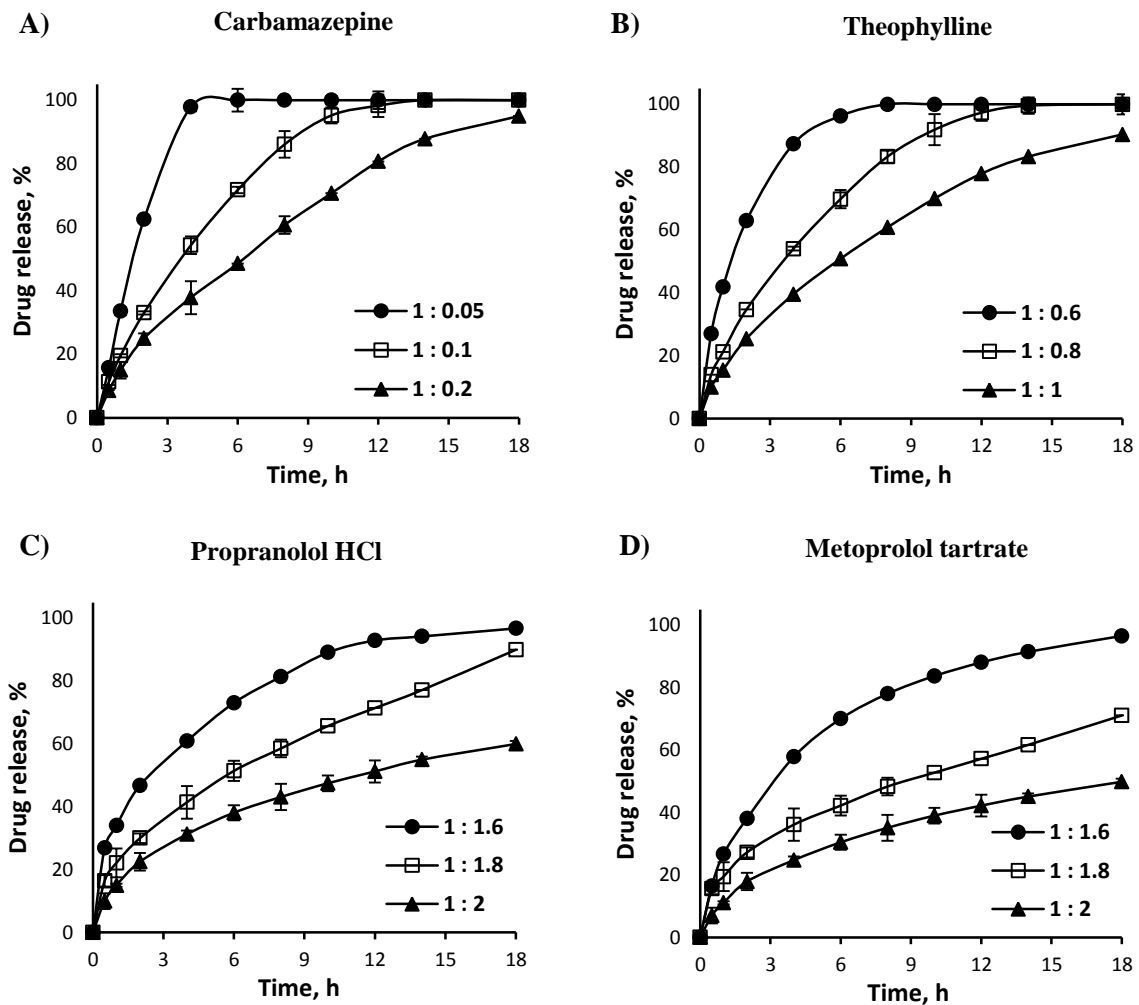 A) Carbamazepine
Drug release, %
100
80
60
40
20
0
1 : 0.05
1 : 0.1
1 : 0.2
0 3 6 9 12 15 18
Time, h
B) Theophylline
Drug release, %
100
80
60
40
20
0
1 : 0.6
1 : 0.8
1 : 1
0 3 6 9 12 15 18
Time, h
C) Propranolol HCl
Drug release, %
100
80
60
40
20
0
1 : 1.6
1 : 1.8
1 : 2
0 3 6 9 12 15 18
Time, h
D) Metoprolol tartrate
Drug release, %
100
80
60
40
20
0
1 : 1.6
1 : 1.8
1 : 2
0 3 6 9 12 15 18
Time, h